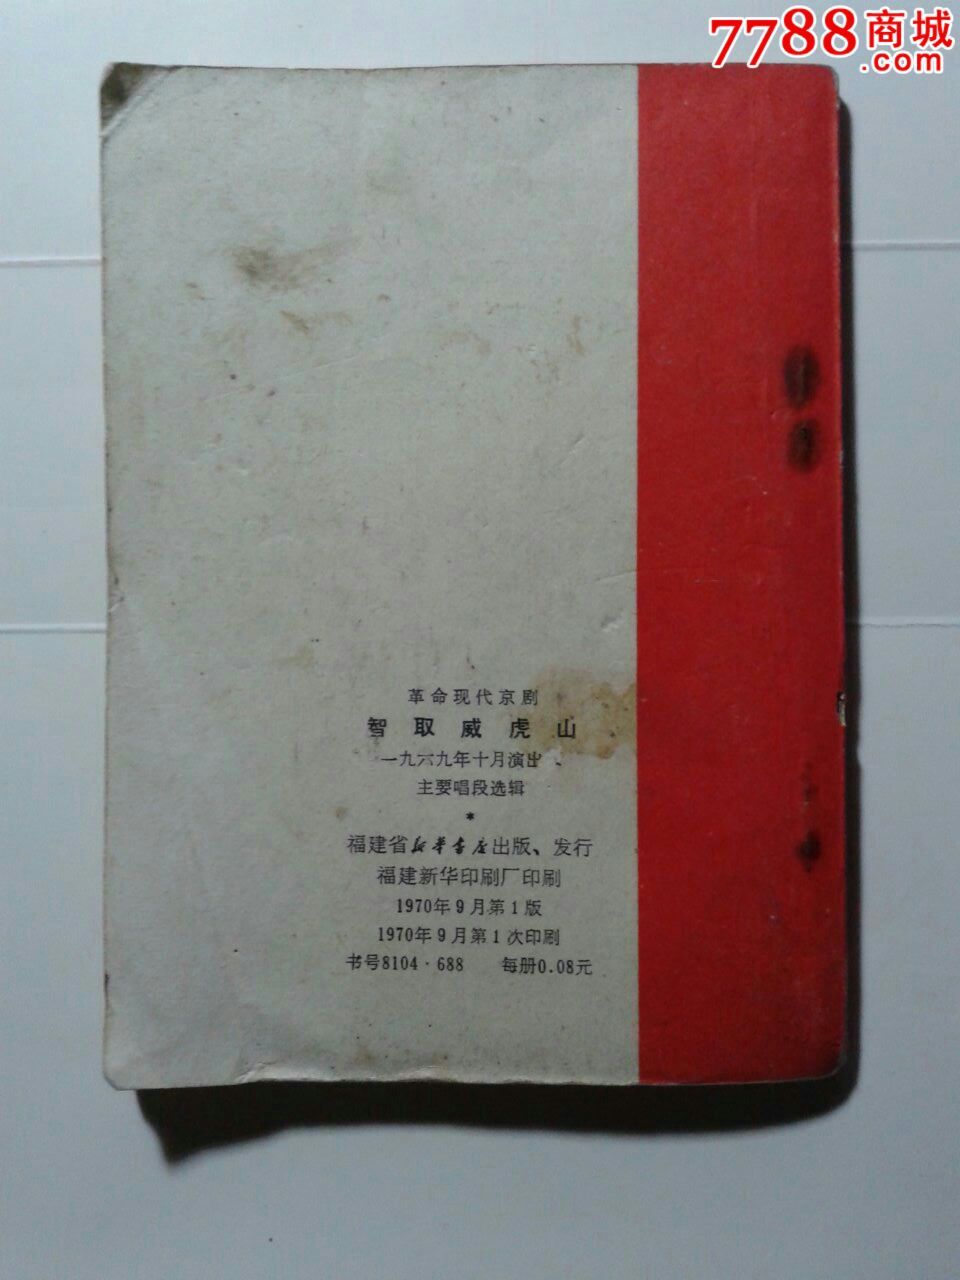 7788商城
.com
革命现代京剧
智取威虎山
一九六九年十月演出
主要唱段选辑
*
福建省新华书店出版、发行
福建新华印刷厂印刷
1970年9月第1版
1970年9月第1次印刷
书号8104·688 每册0.08元